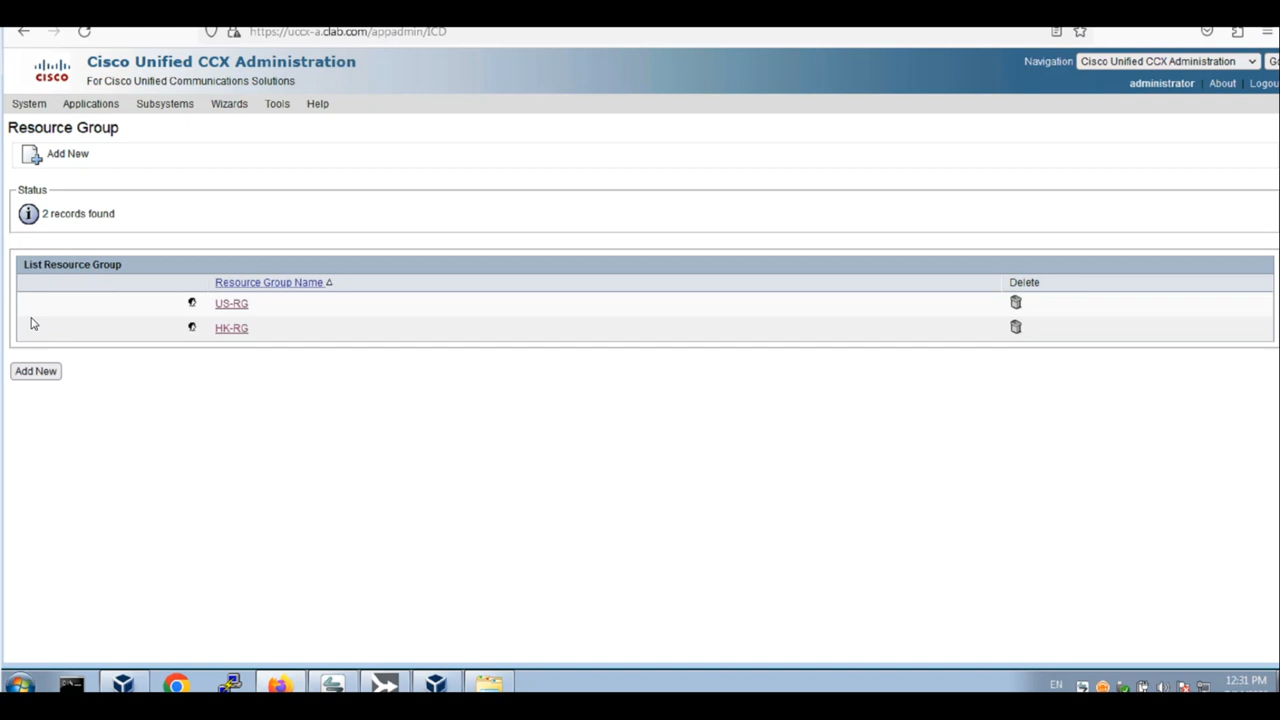 https://uccx-a.clab.com/appadmin/ICD
Cisco Unified CCX Administration
For Cisco Unified Communications Solutions
CISCO
Navigation Cisco Unified CCX Administration
administrator | About | Logou
System Applications Subsystems Wizards Tools Help
Resource Group
Add New
Status
2 records found
List Resource Group
Resource Group Name Delete
US-RG
HK-RG
Add New
EN
12:31 PM